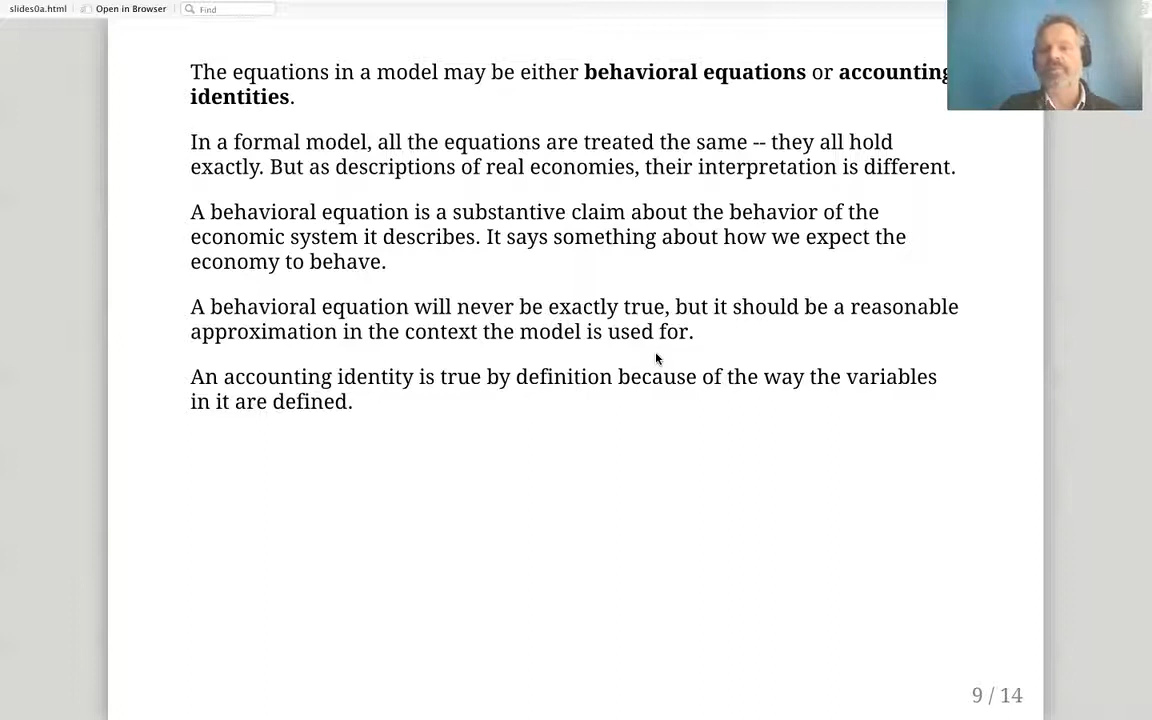 slides0a.html Open in Browser Find
The equations in a model may be either behavioral equations or accounting
identities.
In a formal model, all the equations are treated the same -- they all hold
exactly. But as descriptions of real economies, their interpretation is different.
A behavioral equation is a substantive claim about the behavior of the
economic system it describes. It says something about how we expect the
economy to behave.
A behavioral equation will never be exactly true, but it should be a reasonable
approximation in the context the model is used for.
An accounting identity is true by definition because of the way the variables
in it are defined.
9 / 14